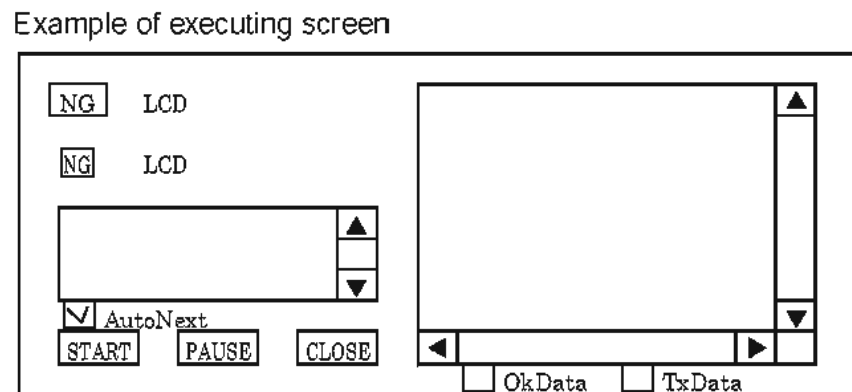 Example of executing screen
NG LCD
NG LCD
AutoNext
START PAUSE CLOSE
OkData TxData